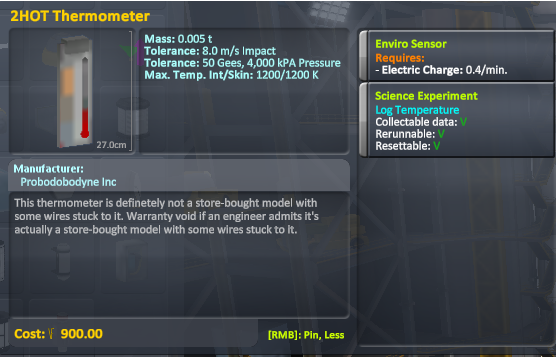 2HOT Thermometer
27.0cm
Mass: 0.005 t
Tolerance: 8.0 m/s Impact
Tolerance: 50 Gees, 4,000 kPA Pressure
Max. Temp. Int/Skin: 1200/1200 K
Manufacturer:
Probodobodyne Inc
This thermometer is definetely not a store-bought model with
some wires stuck to it. Warranty void if an engineer admits it's
actually a store-bought model with some wires stuck to it.
Cost: 900.00
[RMB]: Pin, Less
Enviro Sensor
Requires:
- Electric Charge: 0.4/min.
Science Experiment
Log Temperature
Collectable data: V
Rerunnable: V
Resettable: V